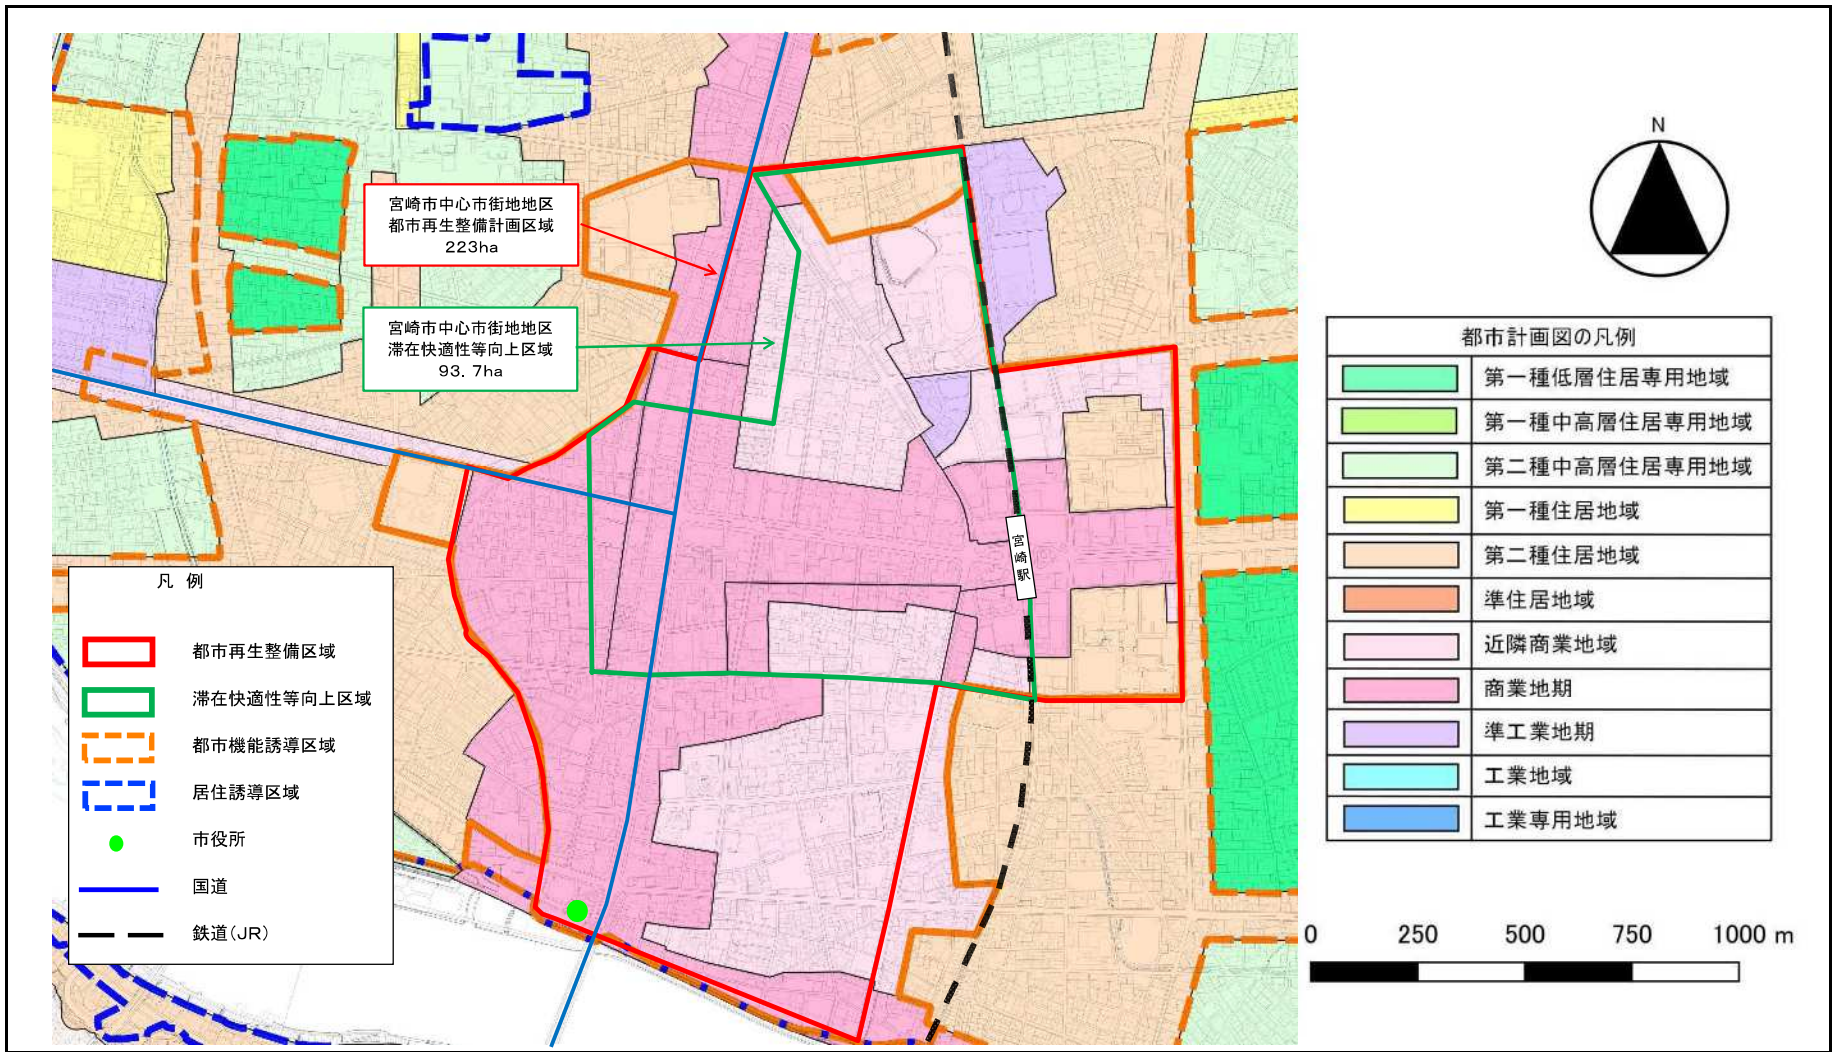 宮崎市中心市街地地区
都市再生整備計画区域
223ha
宮崎市中心市街地地区
滞在快適性等向上区域
93.7ha
宮崎駅
凡 例
都市再生整備区域
滞在快適性等向上区域
都市機能誘導区域
居住誘導区域
市役所
国道
鉄道(JR)
N
都市計画図の凡例
第一種低層住居専用地域
第一種中高層住居専用地域
第二種中高層住居専用地域
第一種住居地域
第二種住居地域
準住居地域
近隣商業地域
商業地期
準工業地期
工業地域
工業専用地域
0 250 500 750 1000 m